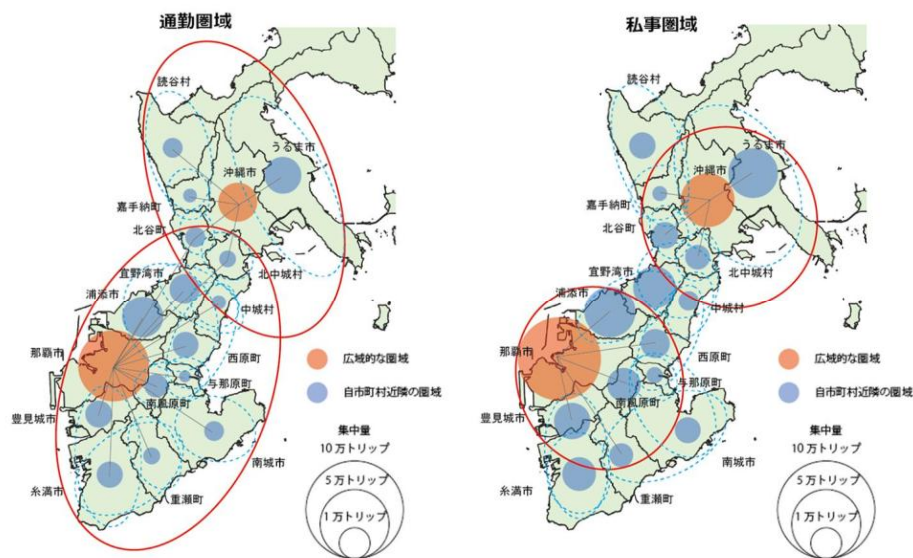 通勤圏域
読谷村
うるま市
沖縄市
嘉手納町
北谷町
北中城村
宜野湾市
浦添市
中城村
那覇市
西原町
与那原町
南風原町
豊見城市
南城市
糸満市
八重瀬町
広域的な圏域
自市町村近隣の圏域
集中量
10万トリップ
5万トリップ
1万トリップ
私事圏域
読谷村
うるま市
沖縄市
嘉手納町
北谷町
北中城村
宜野湾市
浦添市
中城村
那覇市
西原町
与那原町
南風原町
豊見城市
南城市
糸満市
八重瀬町
広域的な圏域
自市町村近隣の圏域
集中量
10万トリップ
5万トリップ
1万トリップ